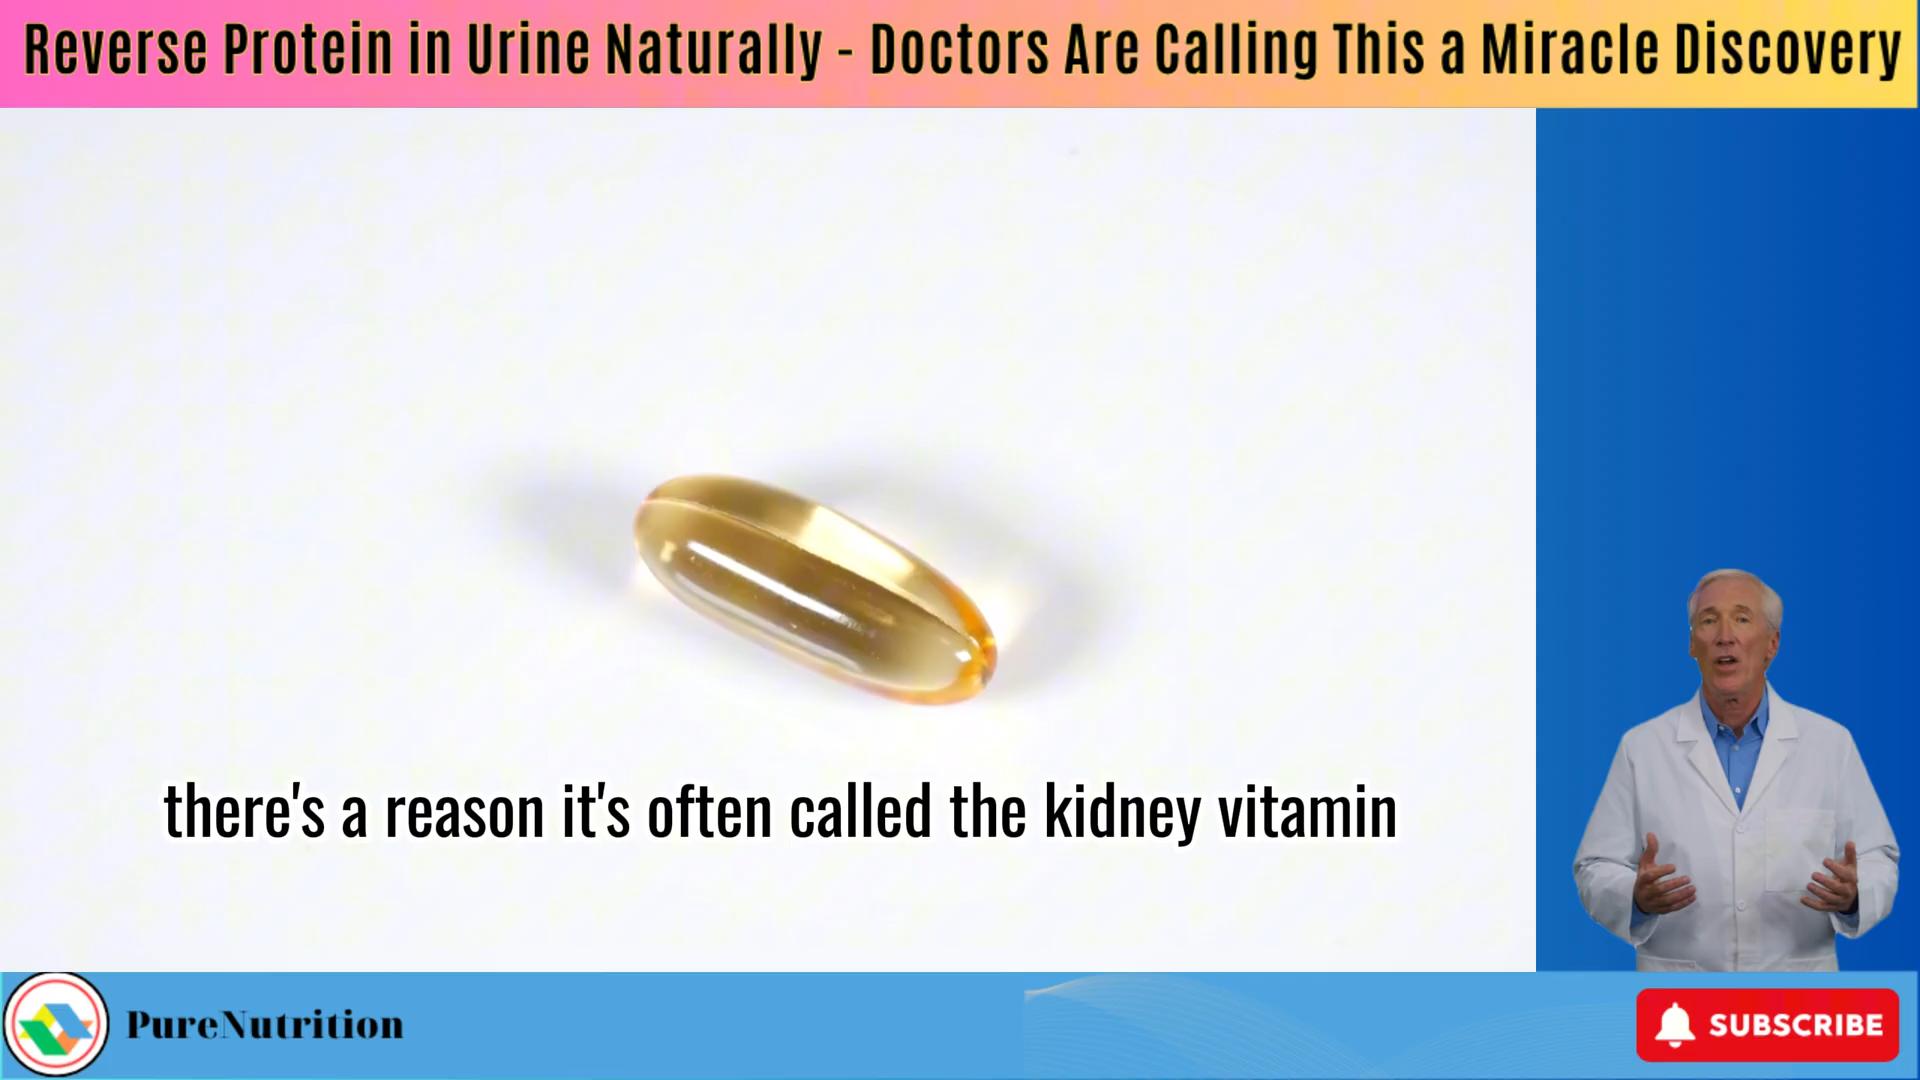 Reverse Protein in Urine Naturally - Doctors Are Calling This a Miracle Discovery
there's a reason it's often called the kidney vitamin
PureNutrition
SUBSCRIBE